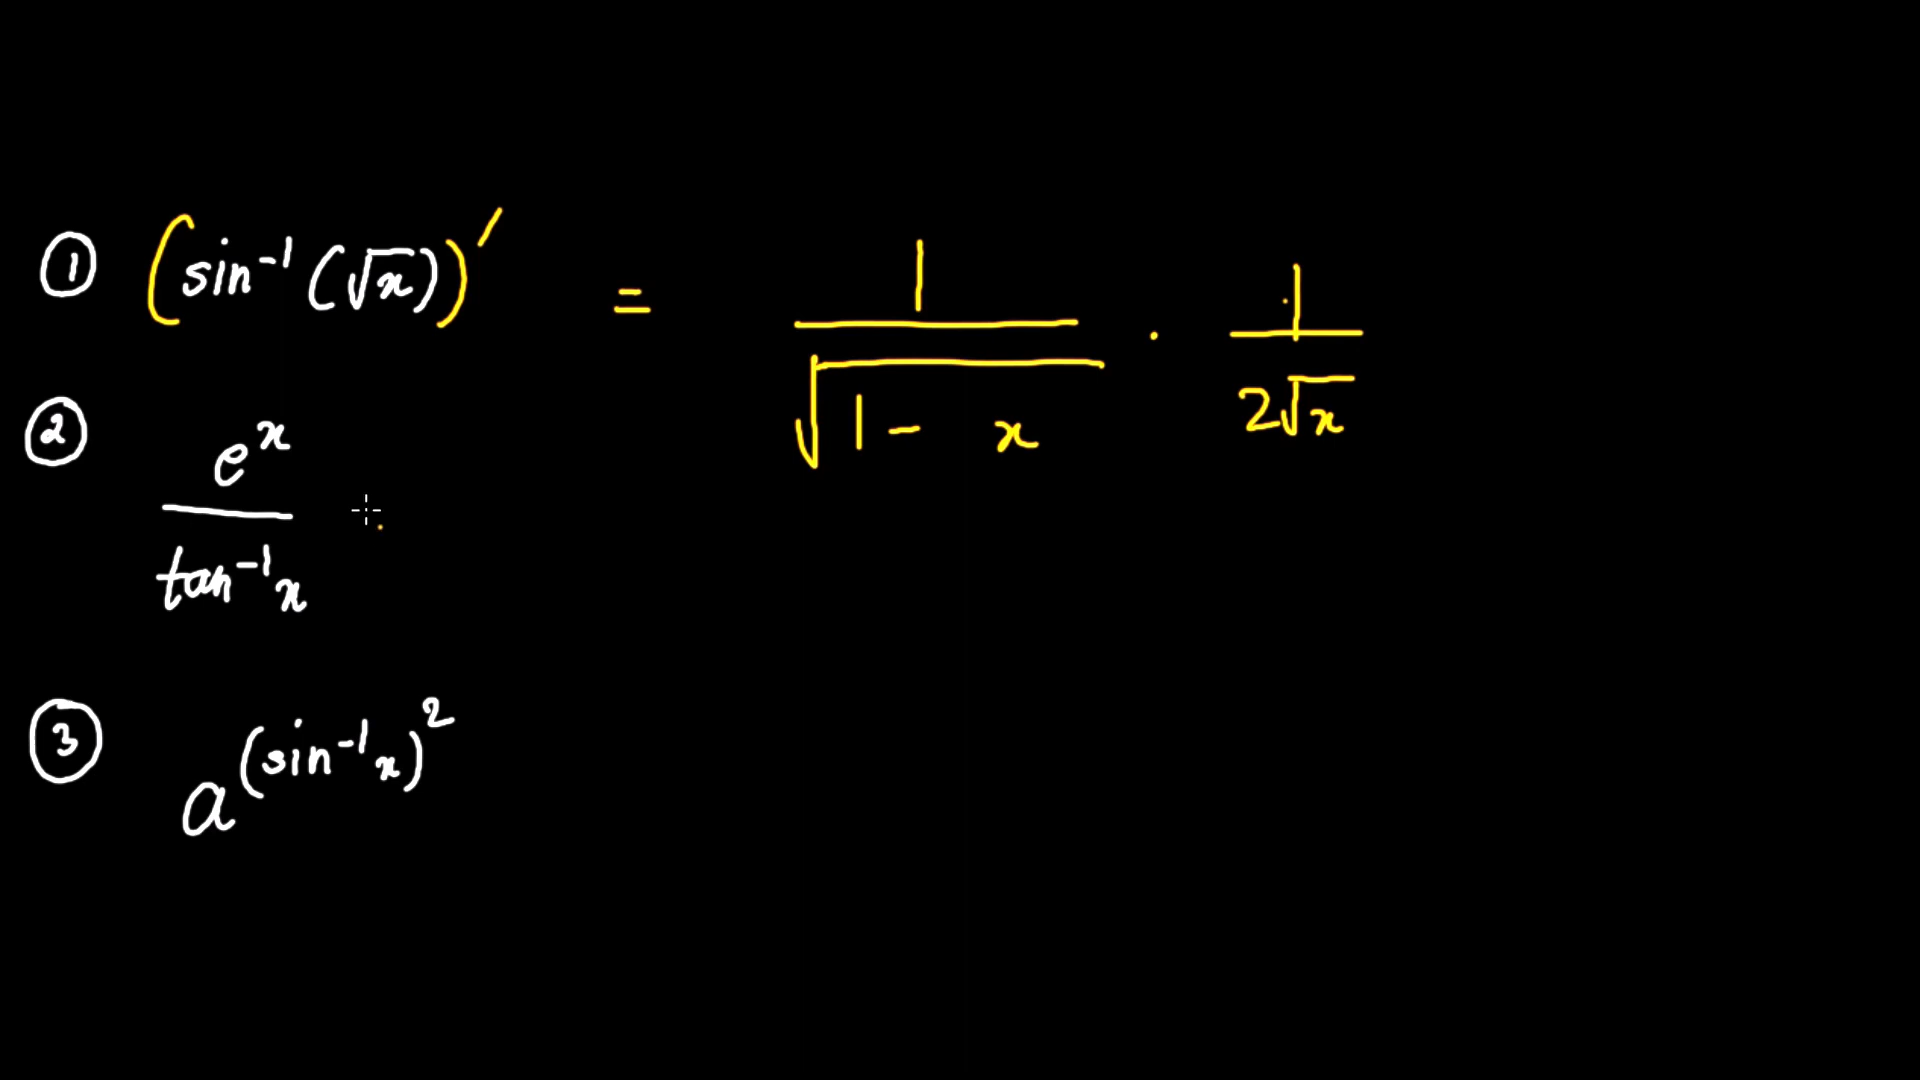 ① (sin⁻¹(√x))′ = 1/√(1 − x) · 1/(2√x)
② eˣ/tan⁻¹x
③ a^(sin⁻¹x)²